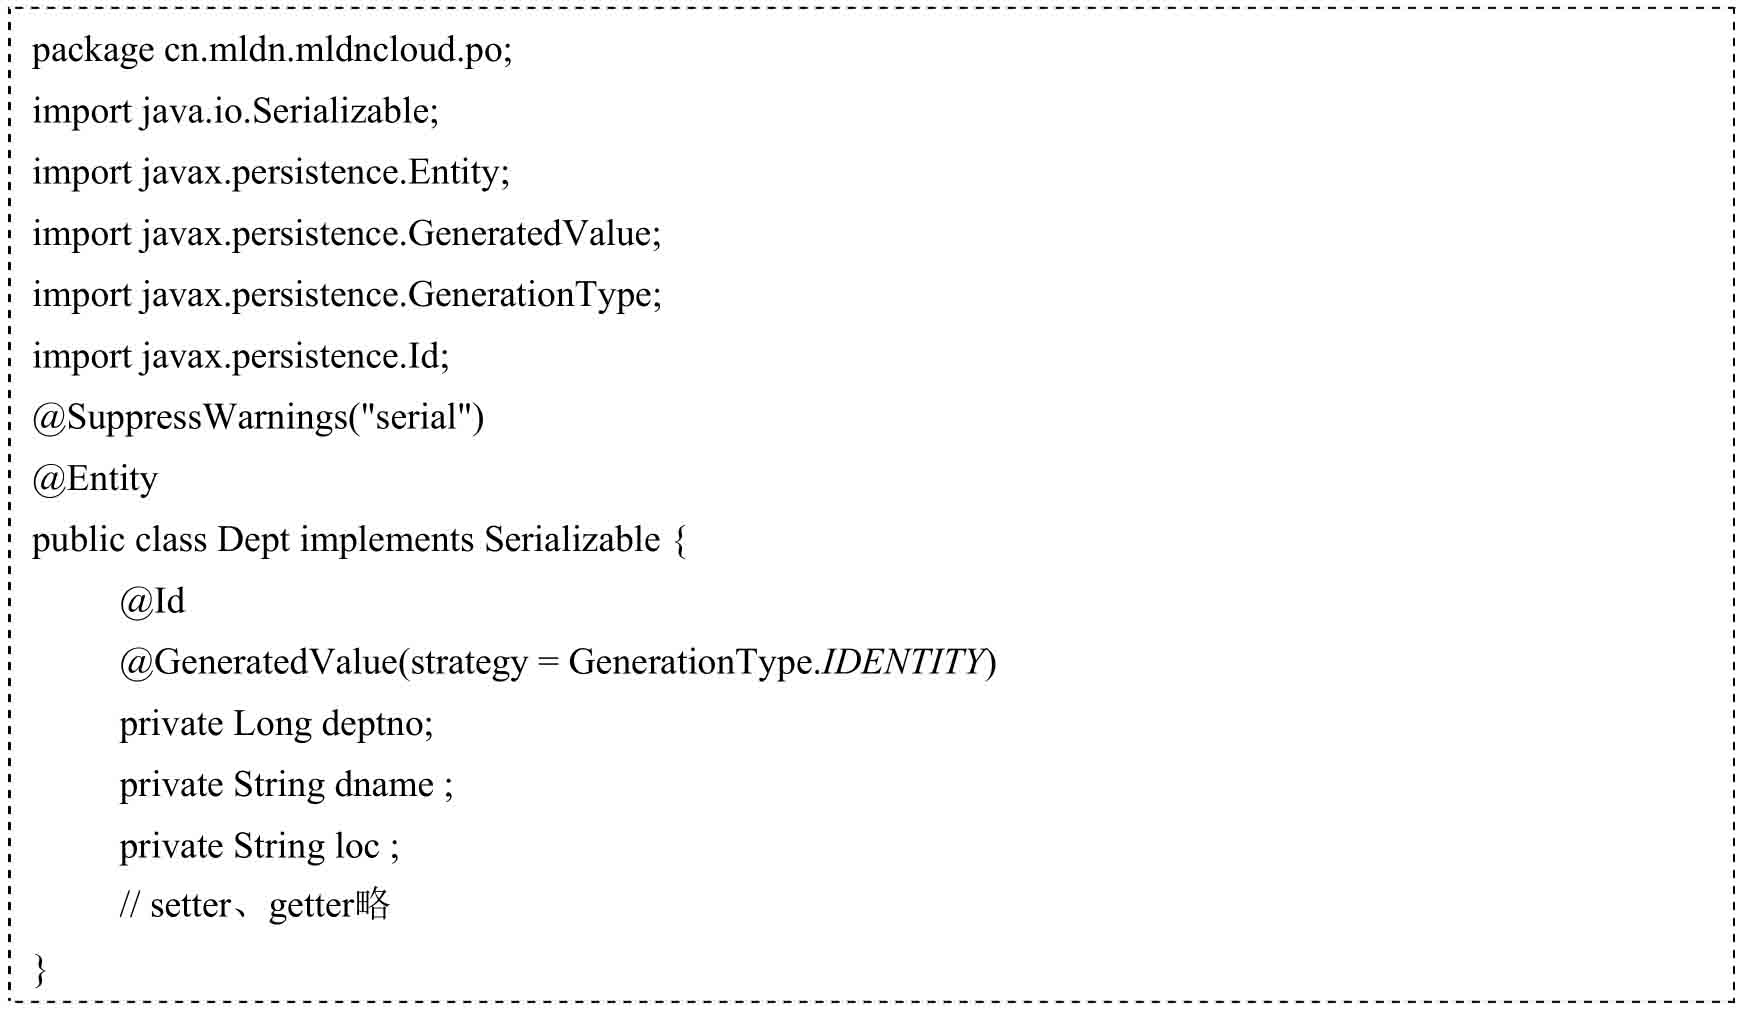 package cn.mldn.mldncloud.po;
import java.io.Serializable;
import javax.persistence.Entity;
import javax.persistence.GeneratedValue;
import javax.persistence.GenerationType;
import javax.persistence.Id;
@SuppressWarnings("serial")
@Entity
public class Dept implements Serializable {
@Id
@GeneratedValue(strategy = GenerationType.IDENTITY)
private Long deptno;
private String dname ;
private String loc ;
// setter、getter略
}